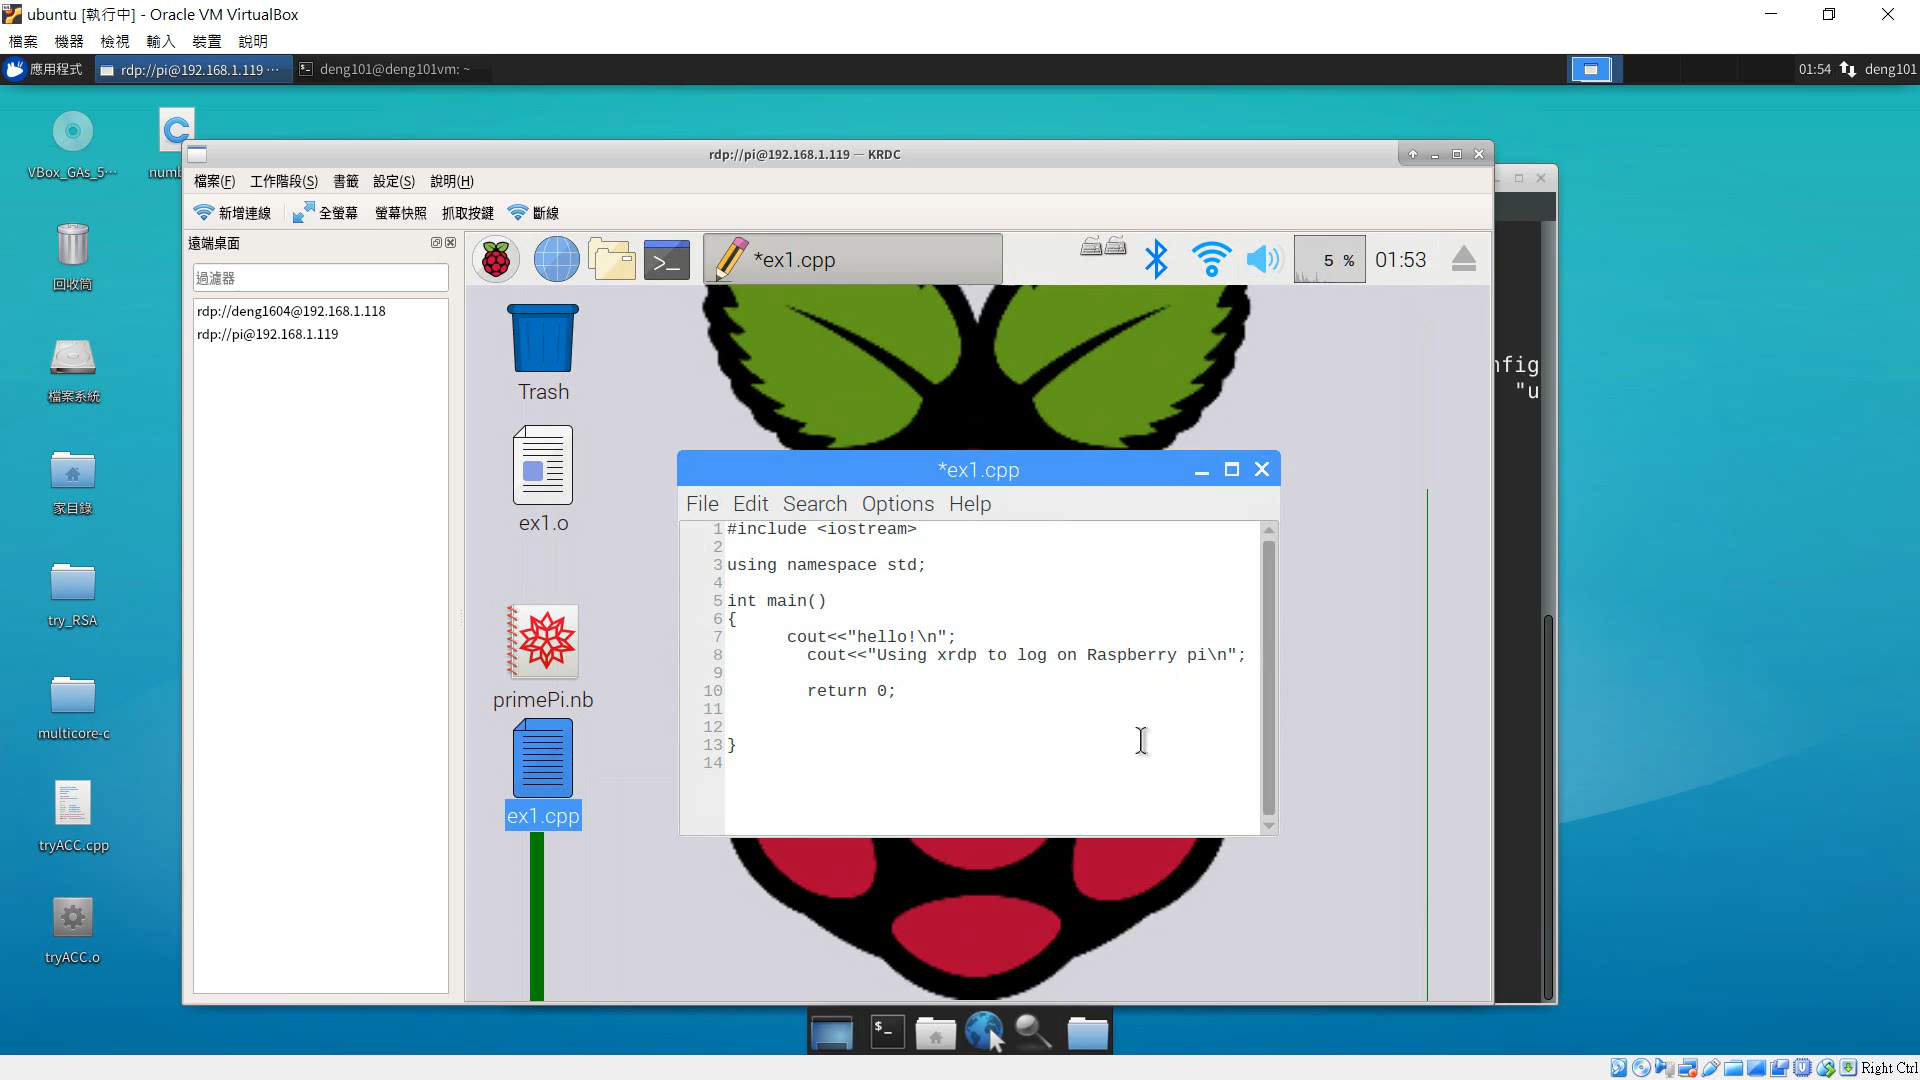 ubuntu [執行中] - Oracle VM VirtualBox
檔案 機器 檢視 輸入 裝置 說明
應用程式 rdp://pi@192.168.1.119 ··· deng101@deng101vm: ~ 01:54 deng101
VBox_GAs_5···
回收筒
檔案系統
家目錄
try_RSA
multicore-c
tryACC.cpp
tryACC.o
numb
rdp://pi@192.168.1.119 — KRDC
檔案(F) 工作階段(S) 書籤 設定(S) 說明(H)
新增連線 全螢幕 螢幕快照 抓取按鍵 斷線
遠端桌面
過濾器
rdp://deng1604@192.168.1.118
rdp://pi@192.168.1.119
*ex1.cpp 5 % 01:53
Trash
ex1.o
primePi.nb
ex1.cpp
*ex1.cpp
File Edit Search Options Help
1 #include <iostream>
2
3 using namespace std;
4
5 int main()
6 {
7 cout<<"hello!\n";
8 cout<<"Using xrdp to log on Raspberry pi\n";
9
10 return 0;
11
12
13 }
14
nfig
"u
$_
Right Ctrl